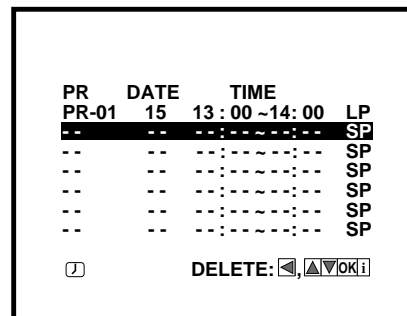 PR DATE TIME
PR-01 15 13:00~14:00 LP
-- -- --:--~--:-- SP
-- -- --:--~--:-- SP
-- -- --:--~--:-- SP
-- -- --:--~--:-- SP
-- -- --:--~--:-- SP
-- -- --:--~--:-- SP
DELETE: ◀, ▲▼OK i